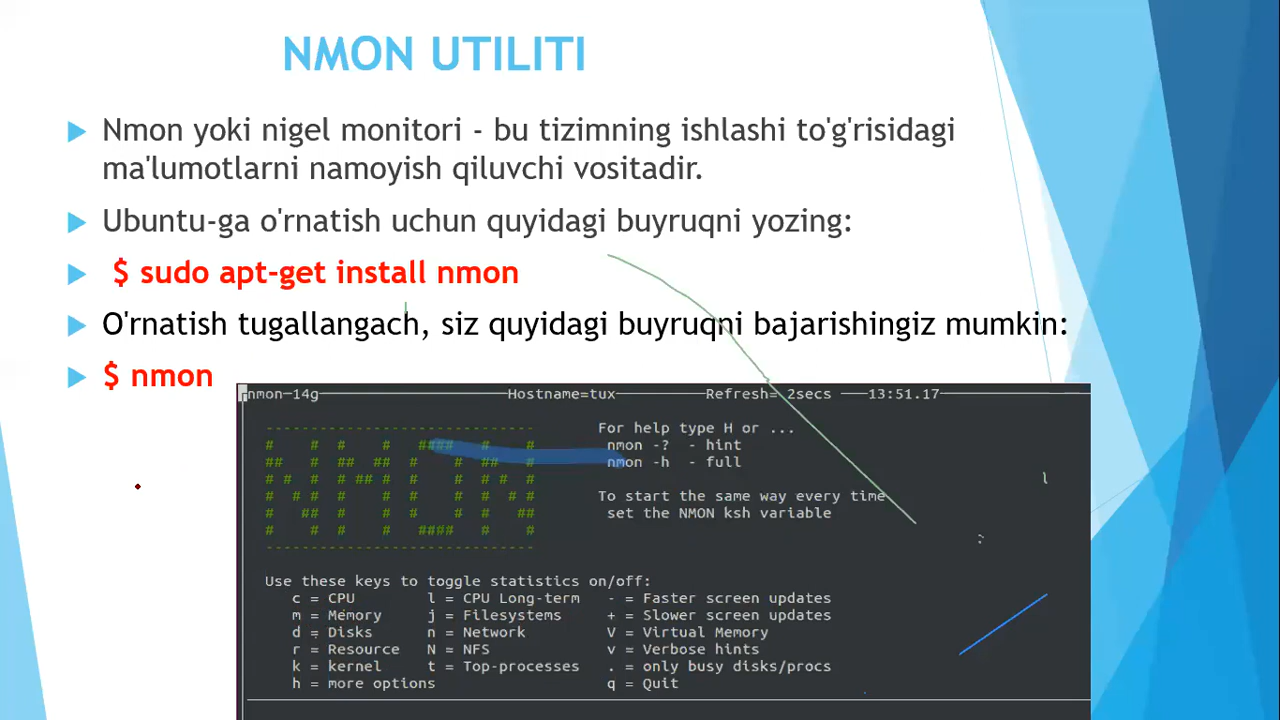 NMON UTILITI
Nmon yoki nigel monitori - bu tizimning ishlashi to'g'risidagi
ma'lumotlarni namoyish qiluvchi vositadir.
Ubuntu-ga o'rnatish uchun quyidagi buyruqni yozing:
$ sudo apt-get install nmon
O'rnatish tugallangach, siz quyidagi buyruqni bajarishingiz mumkin:
$ nmon
nmon-14g Hostname=tux Refresh= 2secs 13:51.17
For help type H or ...
nmon -? - hint
nmon -h - full
To start the same way every time
set the NMON ksh variable
NMON
Use these keys to toggle statistics on/off:
c = CPU l = CPU Long-term - = Faster screen updates
m = Memory j = Filesystems + = Slower screen updates
d = Disks n = Network V = Virtual Memory
r = Resource N = NFS v = Verbose hints
k = kernel t = Top-processes . = only busy disks/procs
h = more options q = Quit